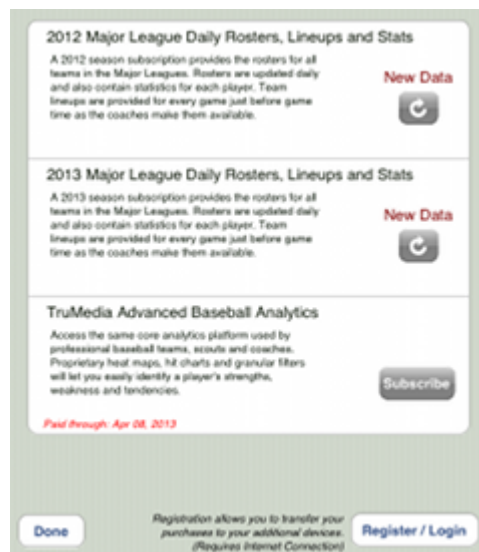 2012 Major League Daily Rosters, Lineups and Stats
A 2012 season subscription provides the rosters for all
teams in the Major Leagues. Rosters are updated daily
and also contain statistics for each player. Team
lineups are provided for every game just before game
time as the coaches make them available.
New Data
2013 Major League Daily Rosters, Lineups and Stats
A 2013 season subscription provides the rosters for all
teams in the Major Leagues. Rosters are updated daily
and also contain statistics for each player. Team
lineups are provided for every game just before game
time as the coaches make them available.
New Data
TruMedia Advanced Baseball Analytics
Access the same core analytics platform used by
professional baseball teams, scouts and coaches.
Proprietary heat maps, hit charts and granular filters
will let you easily identify a player's strengths,
weakness and tendencies.
Subscribe
Paid through: Apr 08, 2013
Done
Registration allows you to transfer your
purchases to your additional devices.
(Requires Internet Connection)
Register / Login